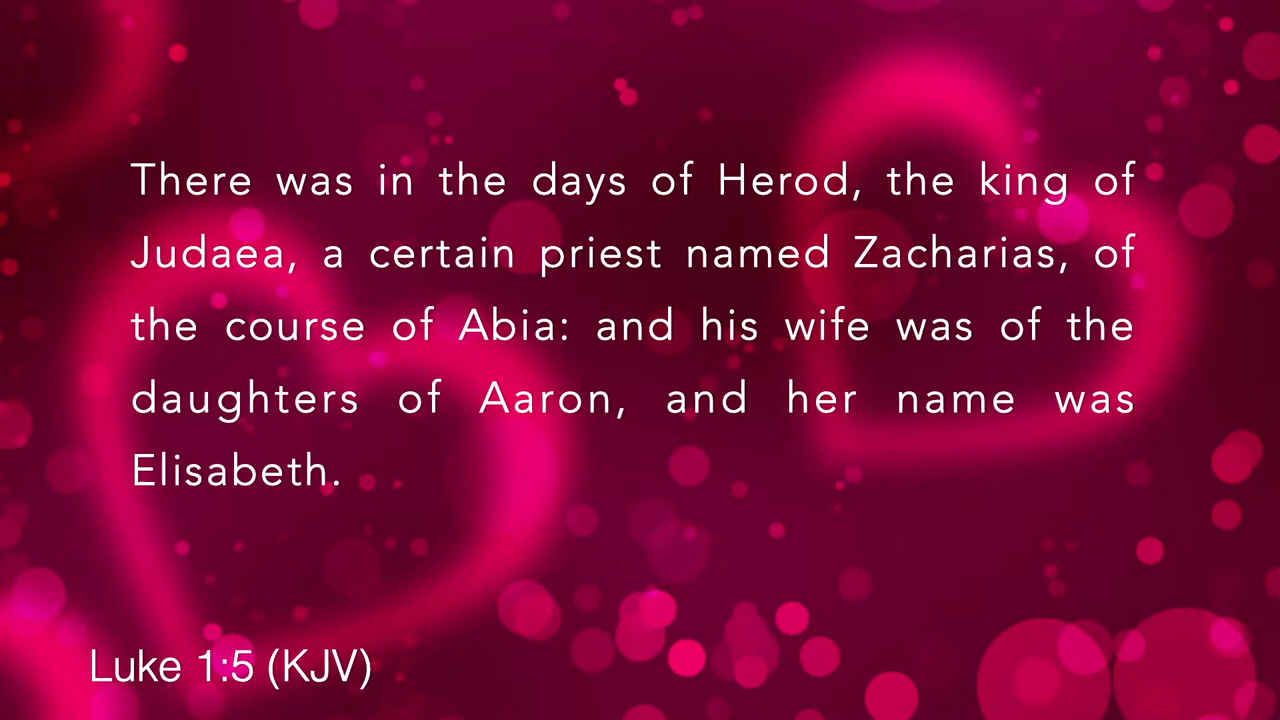 There was in the days of Herod, the king of
Judaea, a certain priest named Zacharias, of
the course of Abia: and his wife was of the
daughters of Aaron, and her name was
Elisabeth.
Luke 1:5 (KJV)